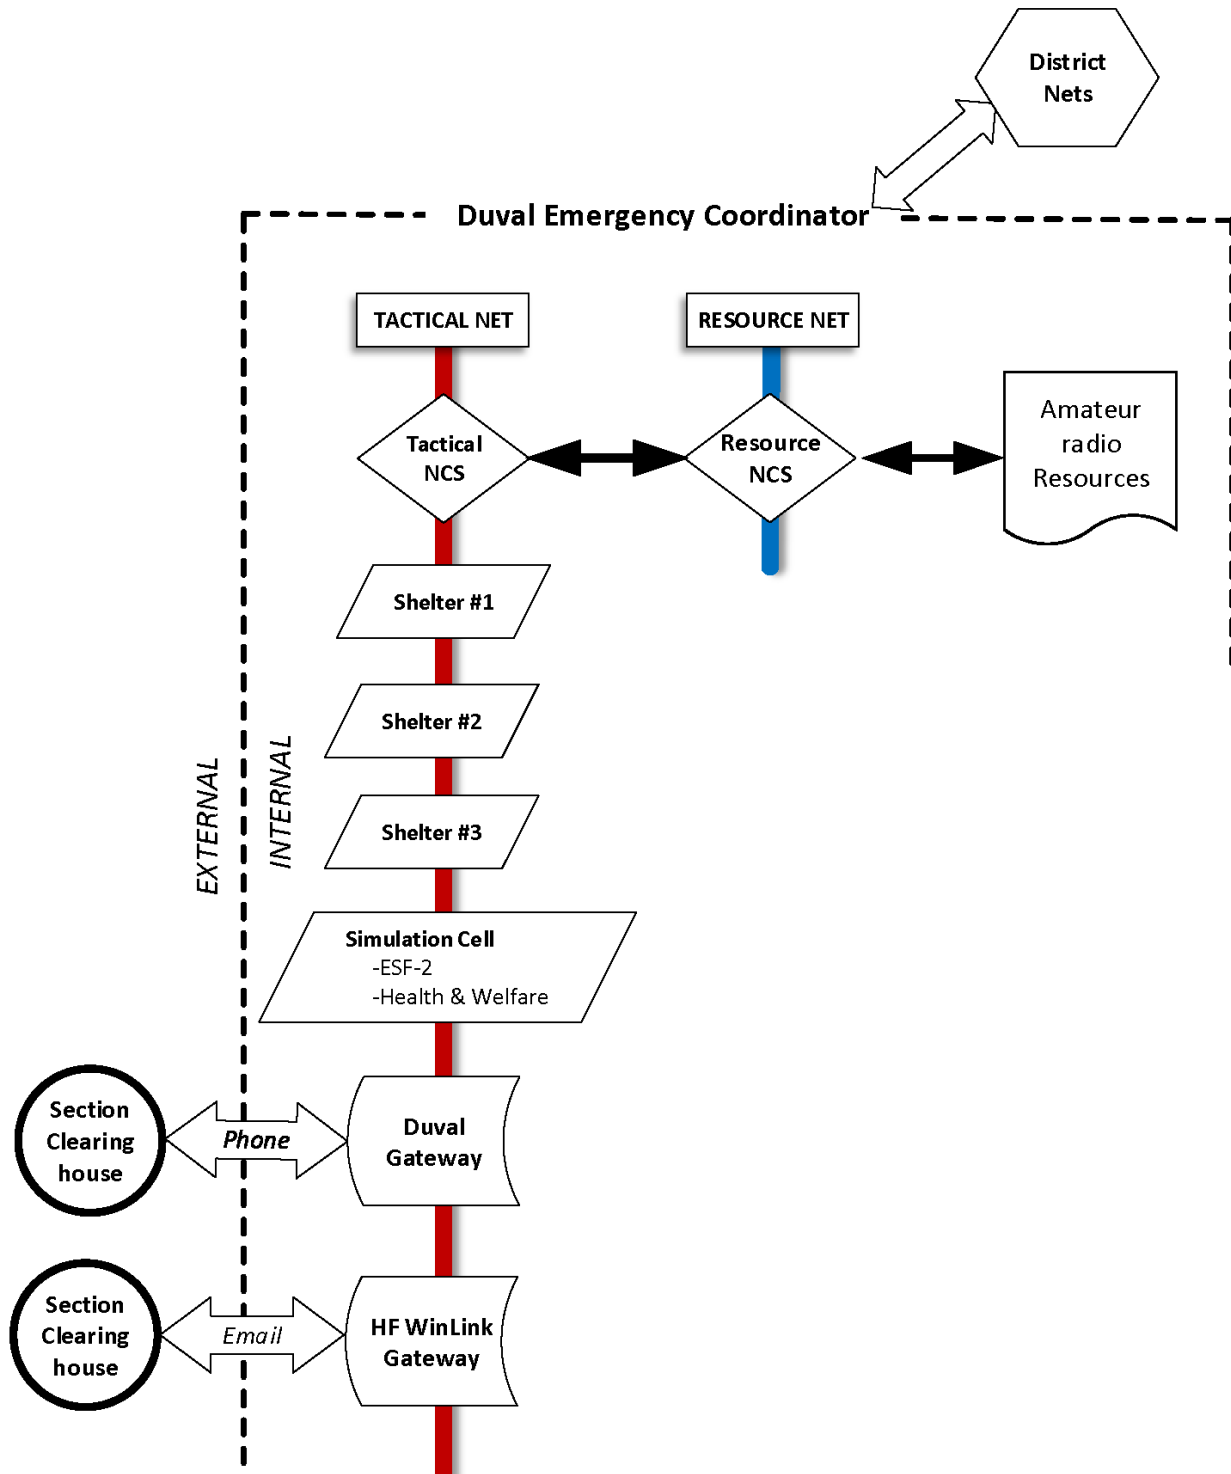 District
Nets
Duval Emergency Coordinator
TACTICAL NET
RESOURCE NET
Tactical
NCS
Resource
NCS
Amateur
radio
Resources
Shelter #1
Shelter #2
Shelter #3
EXTERNAL
INTERNAL
Simulation Cell
-ESF-2
-Health & Welfare
Section
Clearing
house
Phone
Duval
Gateway
Section
Clearing
house
Email
HF WinLink
Gateway